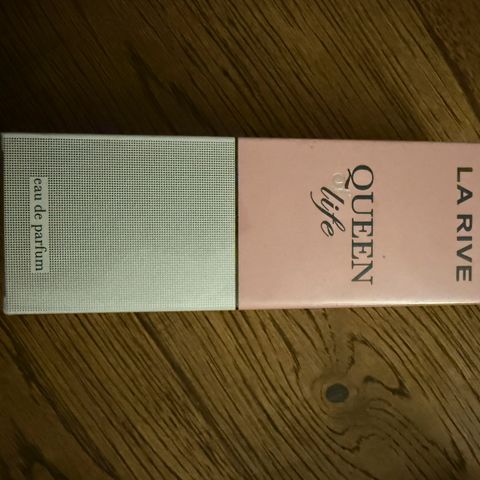 LA RIVE
QUEEN
of
life
eau de parfum